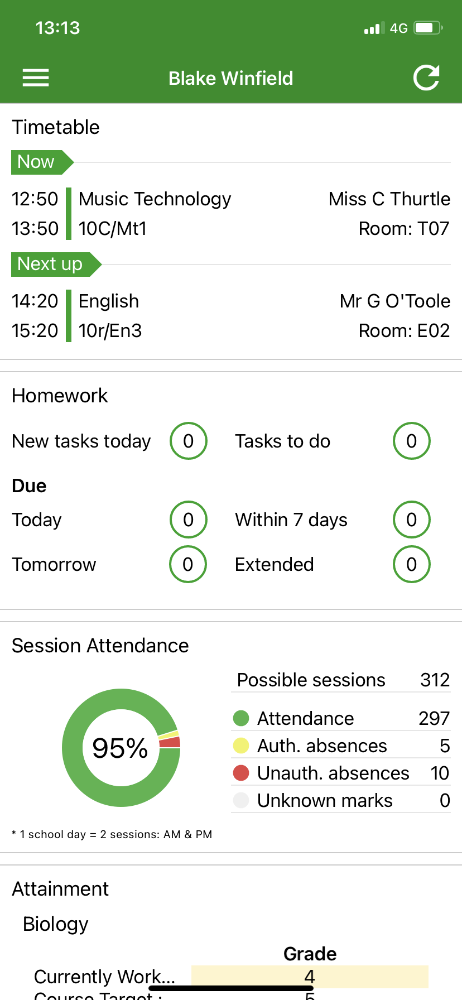 13:13 4G
Blake Winfield
Timetable
Now
12:50 Music Technology Miss C Thurtle
13:50 10C/Mt1 Room: T07
Next up
14:20 English Mr G O'Toole
15:20 10r/En3 Room: E02
Homework
New tasks today 0 Tasks to do 0
Due
Today 0 Within 7 days 0
Tomorrow 0 Extended 0
Session Attendance
Possible sessions 312
95%
Attendance 297
Auth. absences 5
Unauth. absences 10
Unknown marks 0
* 1 school day = 2 sessions: AM & PM
Attainment
Biology
Grade
Currently Work... 4
Course Target : 5